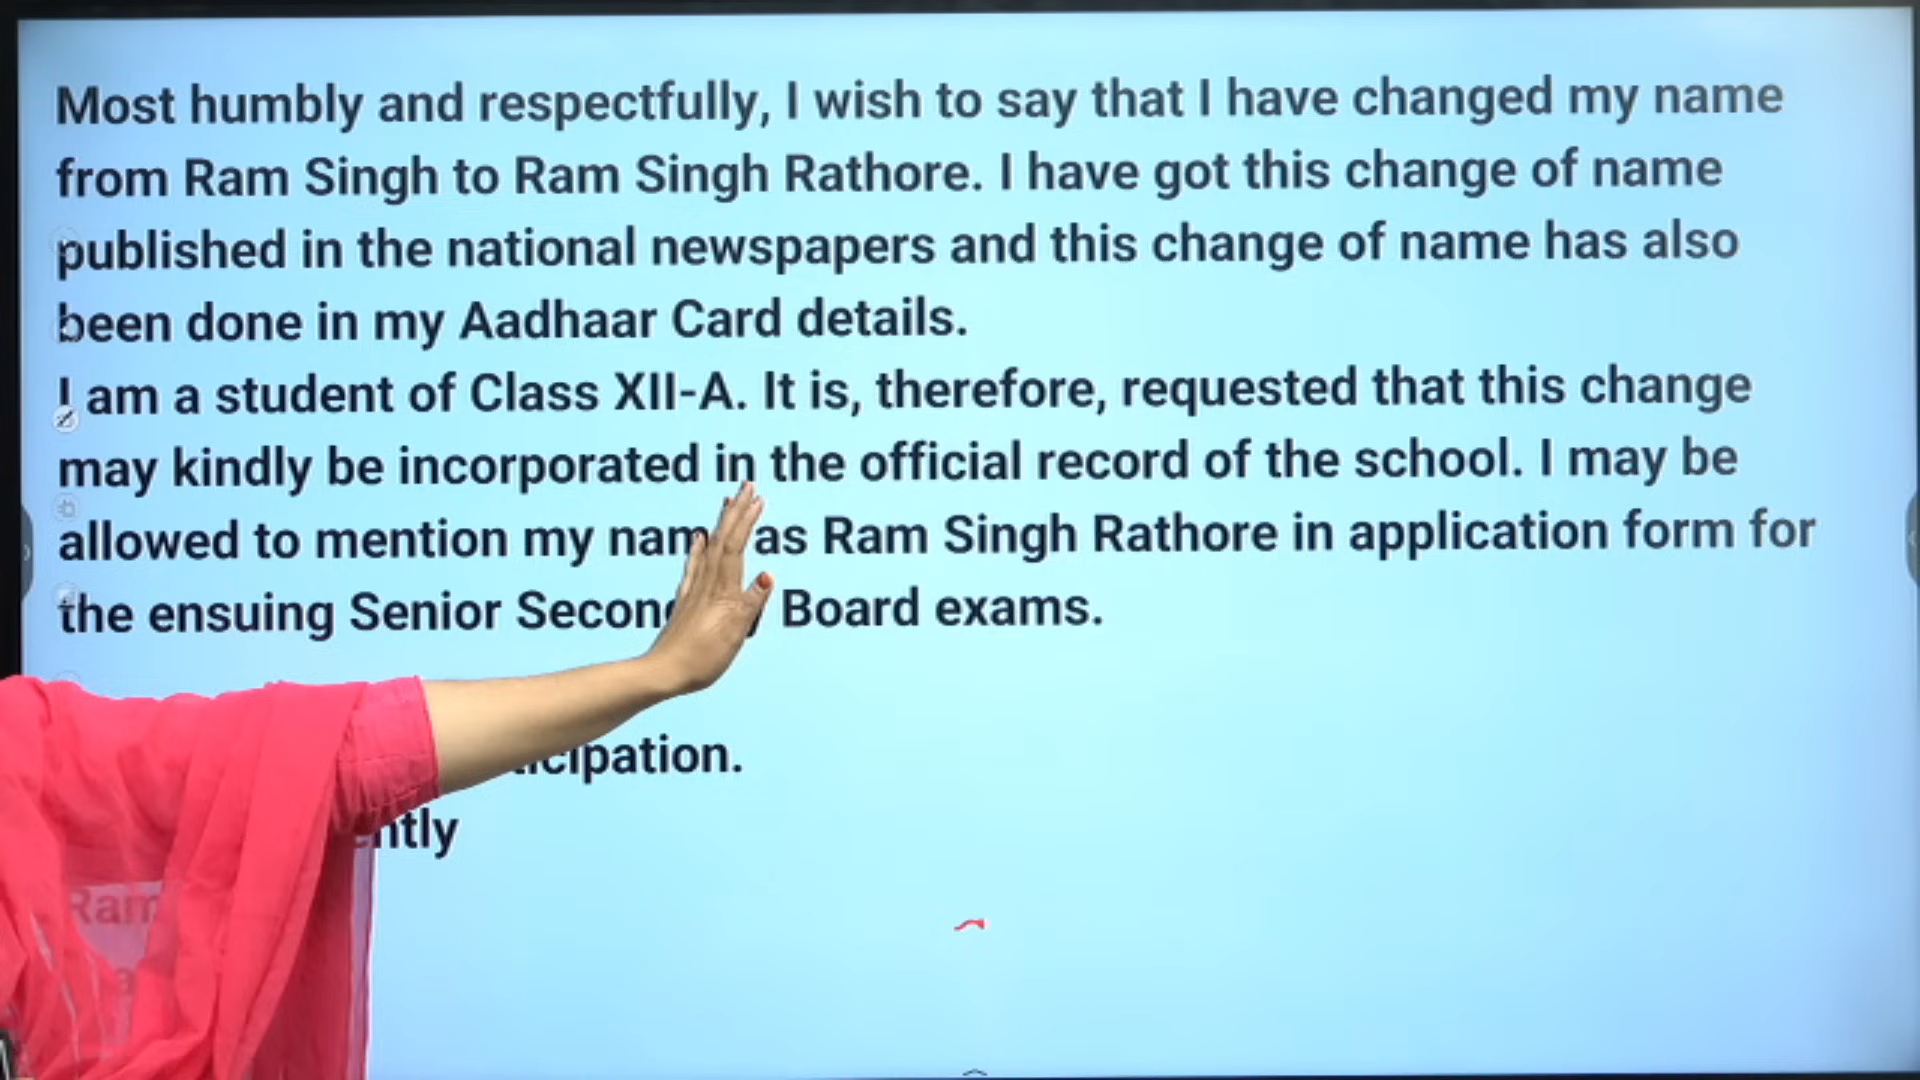 Most humbly and respectfully, I wish to say that I have changed my name
from Ram Singh to Ram Singh Rathore. I have got this change of name
published in the national newspapers and this change of name has also
been done in my Aadhaar Card details.
I am a student of Class XII-A. It is, therefore, requested that this change
may kindly be incorporated in the official record of the school. I may be
allowed to mention my as Ram Singh Rathore in application form for
the ensuing Senior Board exams.
Ram